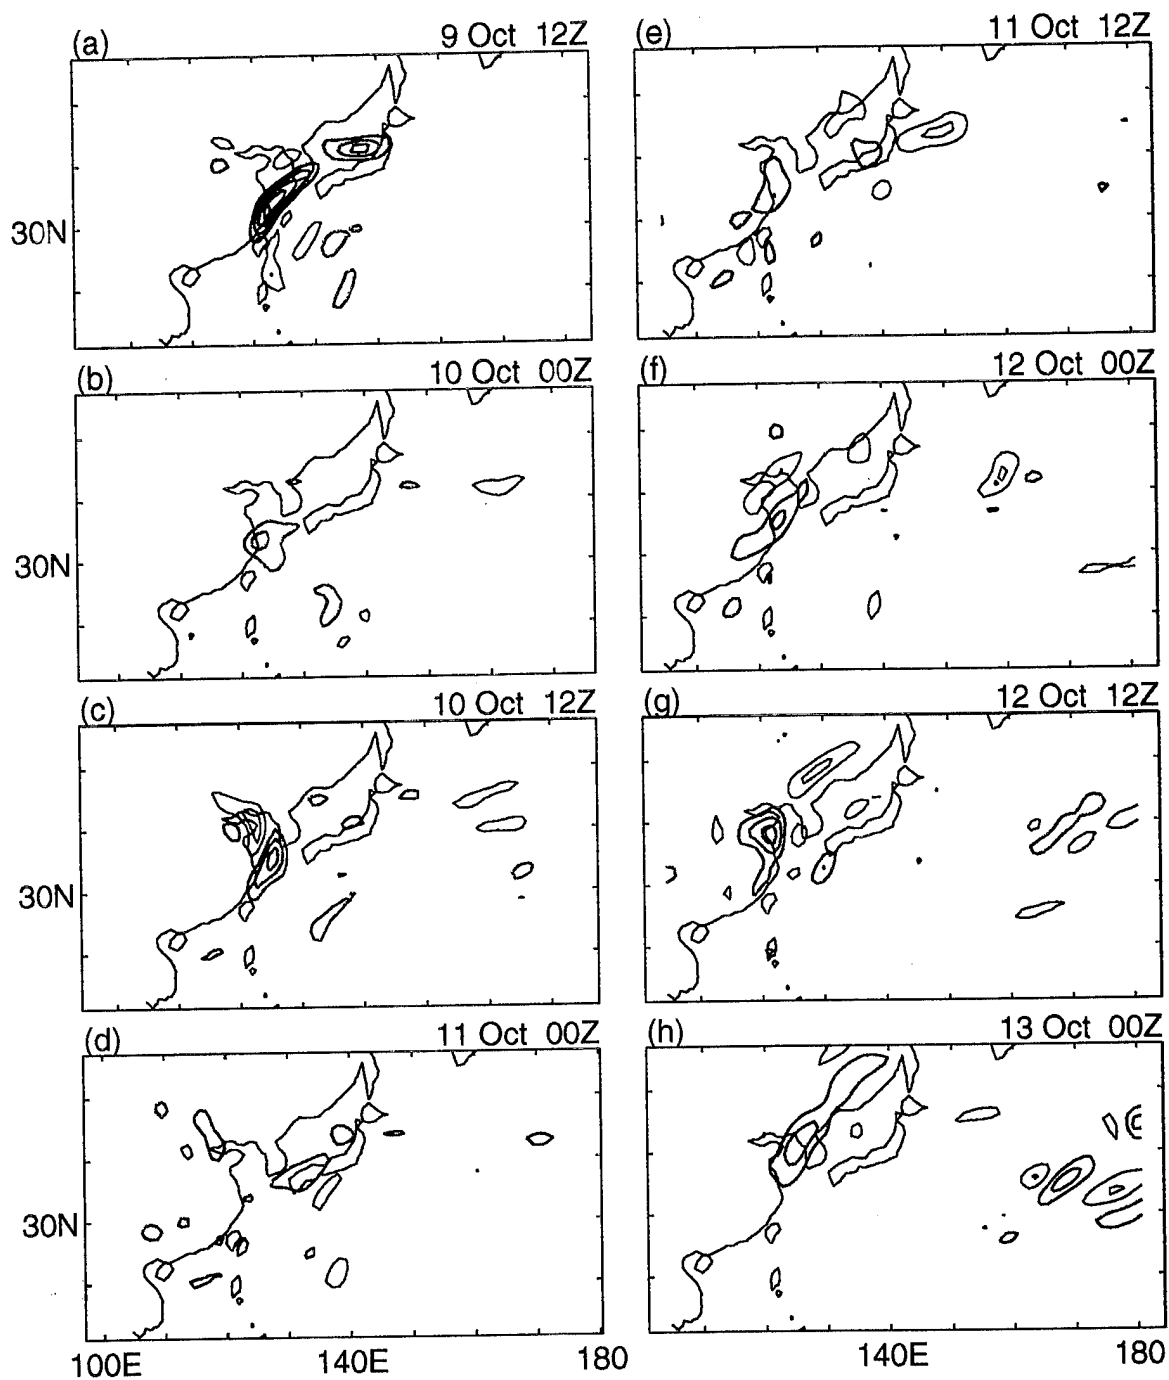 (a) 9 Oct 12Z
30N
(b) 10 Oct 00Z
30N
(c) 10 Oct 12Z
30N
(d) 11 Oct 00Z
30N
100E 140E 180
(e) 11 Oct 12Z
(f) 12 Oct 00Z
(g) 12 Oct 12Z
(h) 13 Oct 00Z
140E 180